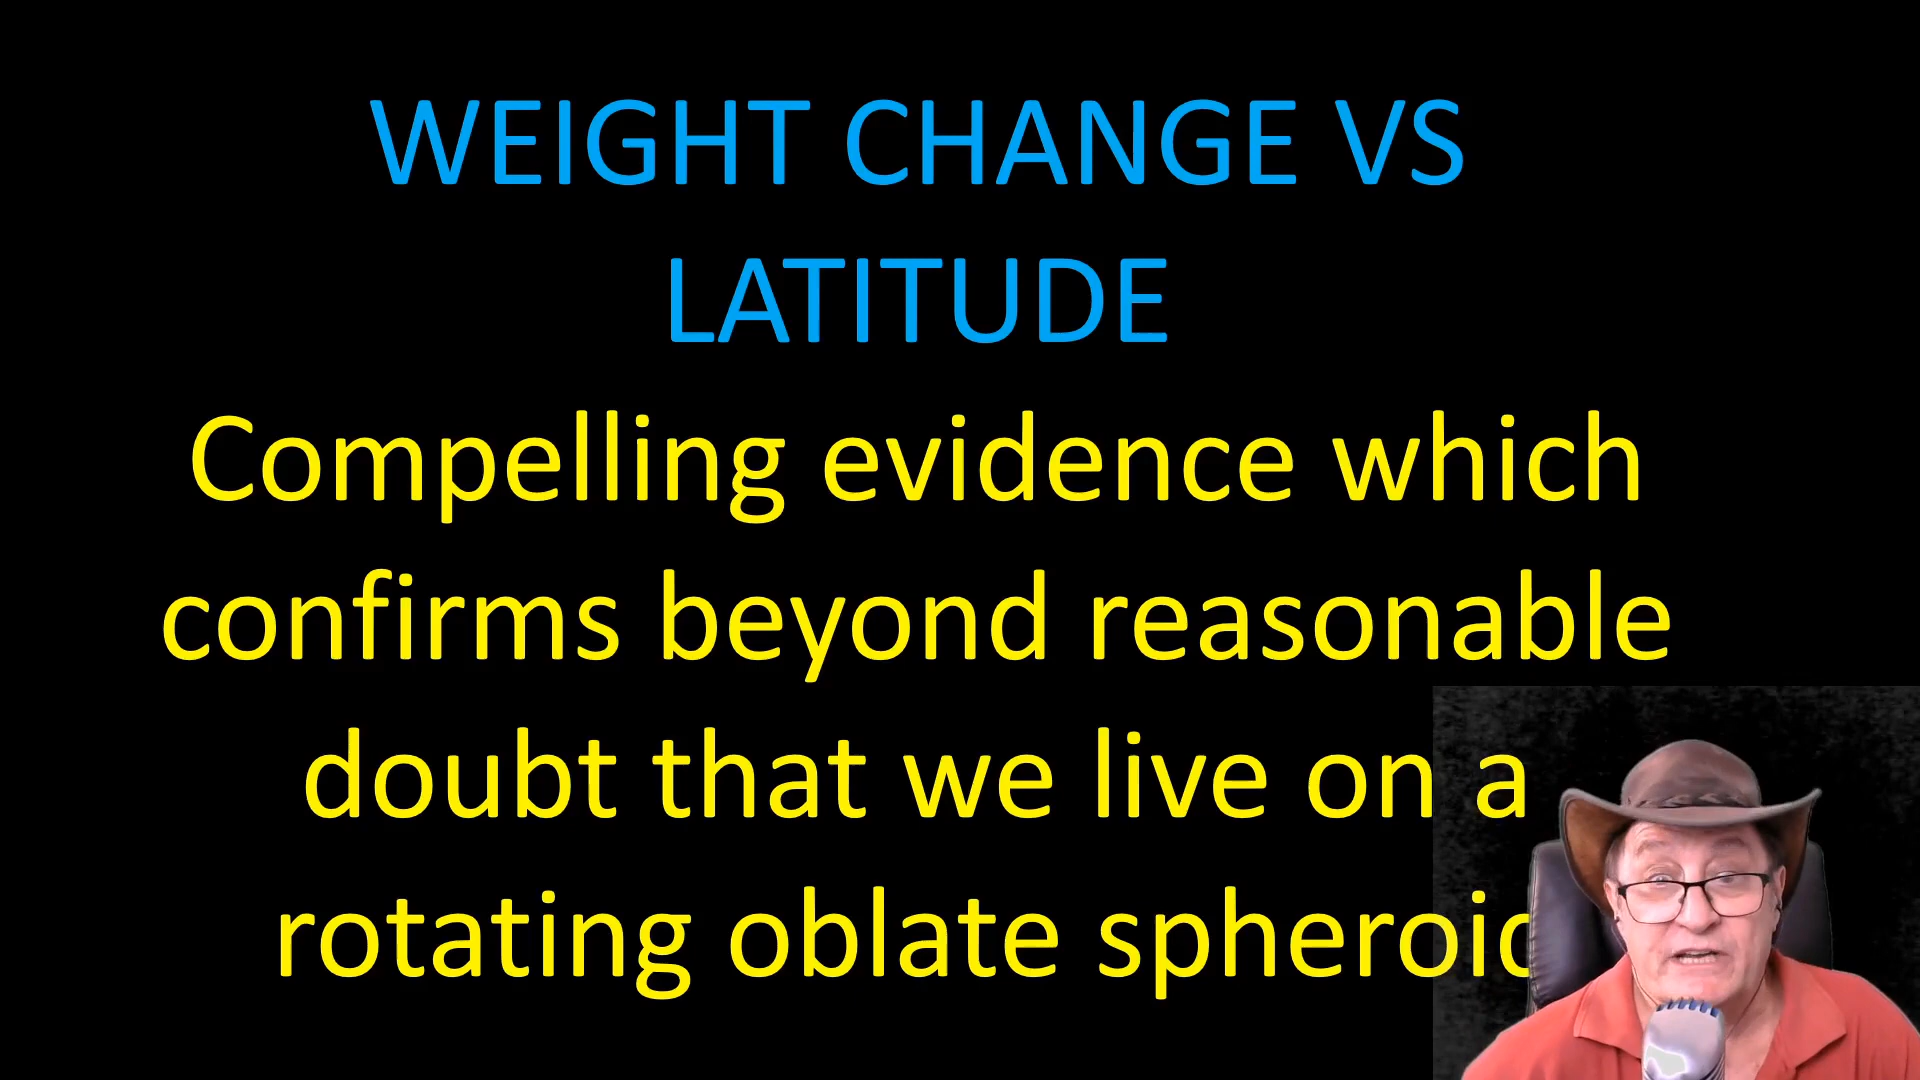 WEIGHT CHANGE VS
LATITUDE
Compelling evidence which
confirms beyond reasonable
doubt that we live on a
rotating oblate spheroid